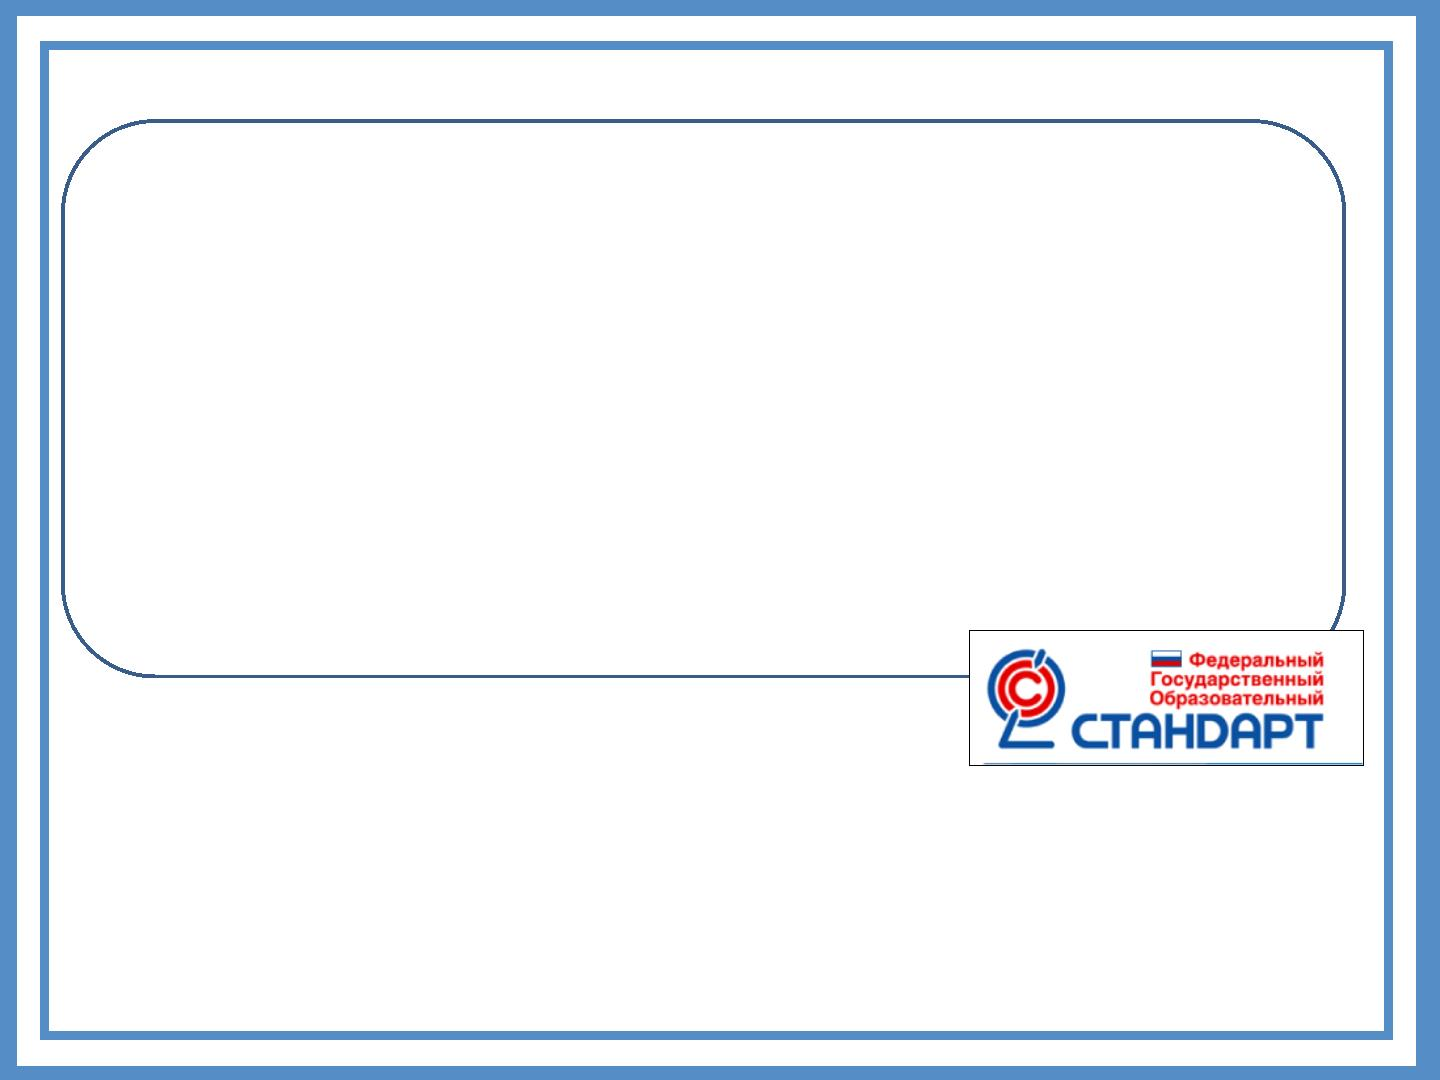 Федеральный
Государственный
Образовательный
СТАНДАРТ